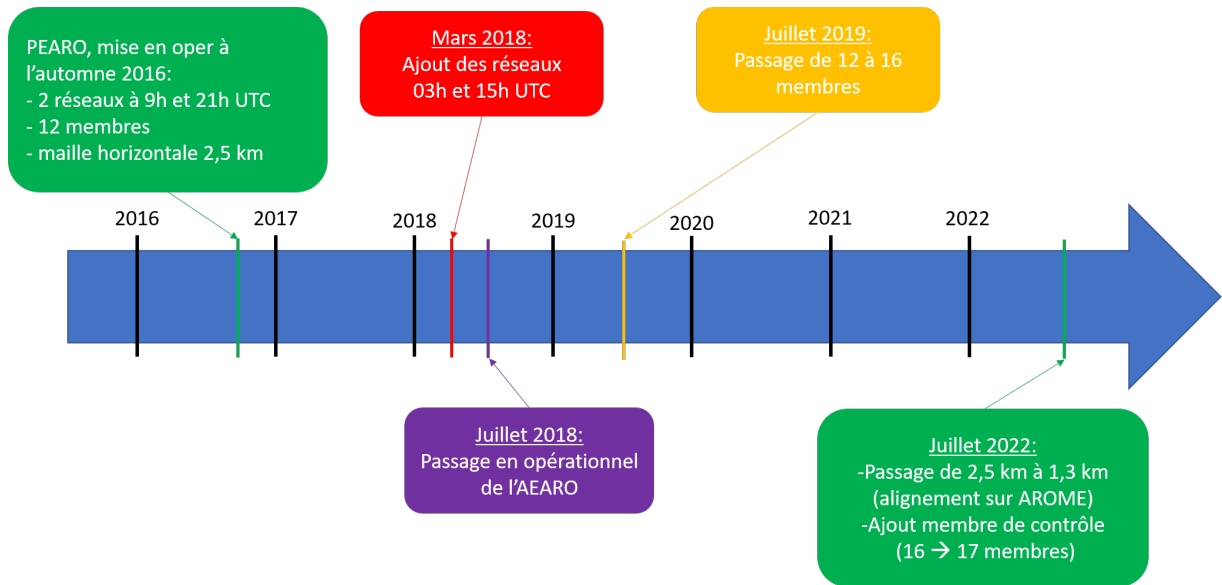 PEARO, mise en oper à
l'automne 2016:
- 2 réseaux à 9h et 21h UTC
- 12 membres
- maille horizontale 2,5 km
Mars 2018:
Ajout des réseaux
03h et 15h UTC
Juillet 2019:
Passage de 12 à 16
membres
2016
2017
2018
2019
2020
2021
2022
Juillet 2018:
Passage en opérationnel
de l'AEARO
Juillet 2022:
-Passage de 2,5 km à 1,3 km
(alignement sur AROME)
-Ajout membre de contrôle
(16 → 17 membres)